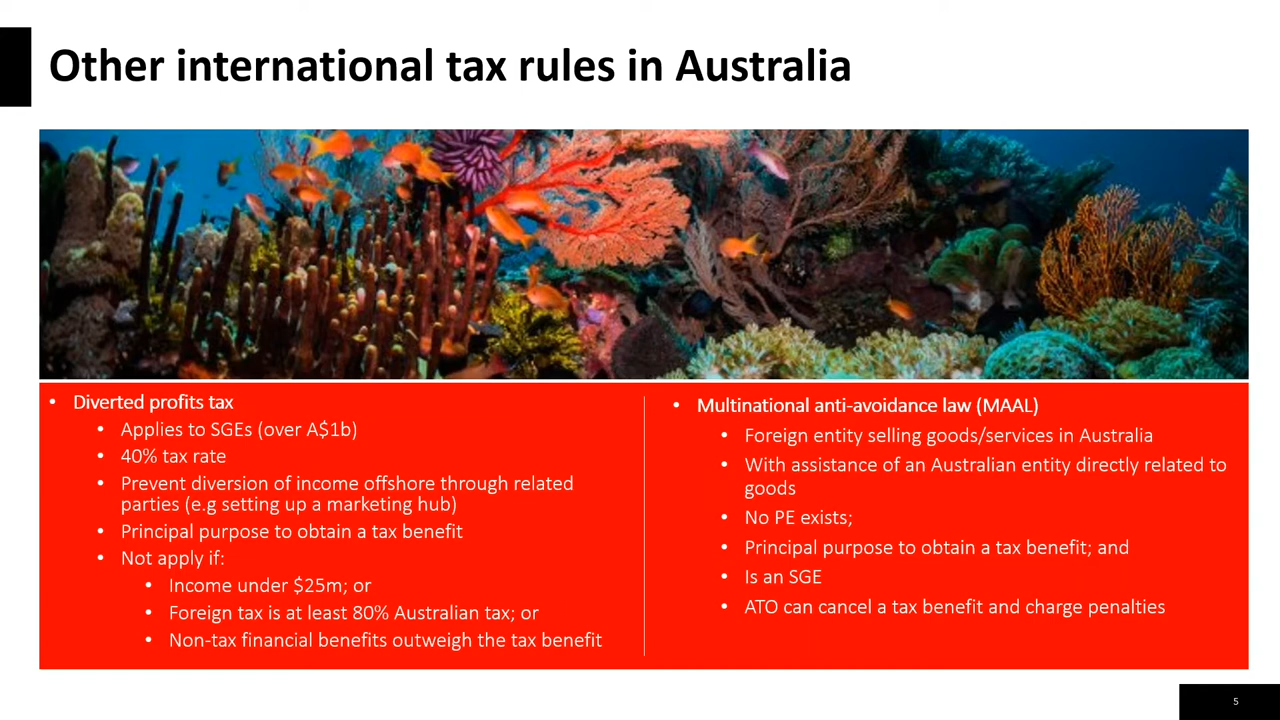 Other international tax rules in Australia
• Diverted profits tax
• Applies to SGEs (over A$1b)
• 40% tax rate
• Prevent diversion of income offshore through related
parties (e.g setting up a marketing hub)
• Principal purpose to obtain a tax benefit
• Not apply if:
• Income under $25m; or
• Foreign tax is at least 80% Australian tax; or
• Non-tax financial benefits outweigh the tax benefit
• Multinational anti-avoidance law (MAAL)
• Foreign entity selling goods/services in Australia
• With assistance of an Australian entity directly related to
goods
• No PE exists;
• Principal purpose to obtain a tax benefit; and
• Is an SGE
• ATO can cancel a tax benefit and charge penalties
5